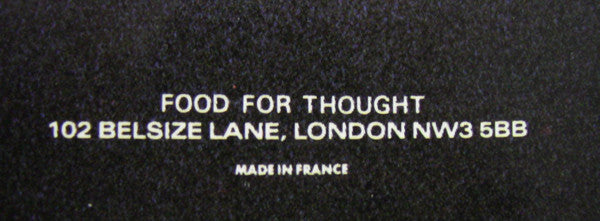 FOOD FOR THOUGHT
102 BELSIZE LANE, LONDON NW3 5BB
MADE IN FRANCE